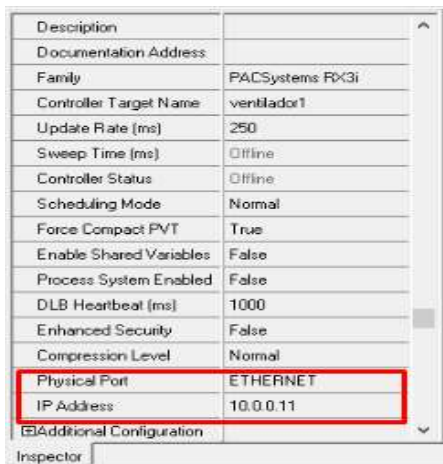 Description
Documentation Address
Family PACSystems RX3i
Controller Target Name ventilador1
Update Rate (ms) 250
Sweep Time (ms) Offline
Controller Status Offline
Scheduling Mode Normal
Force Compact PVT True
Enable Shared Variables False
Process System Enabled False
DLB Heartbeat (ms) 1000
Enhanced Security False
Compression Level Normal
Physical Port ETHERNET
IP Address 10.0.0.11
Additional Configuration
Inspector